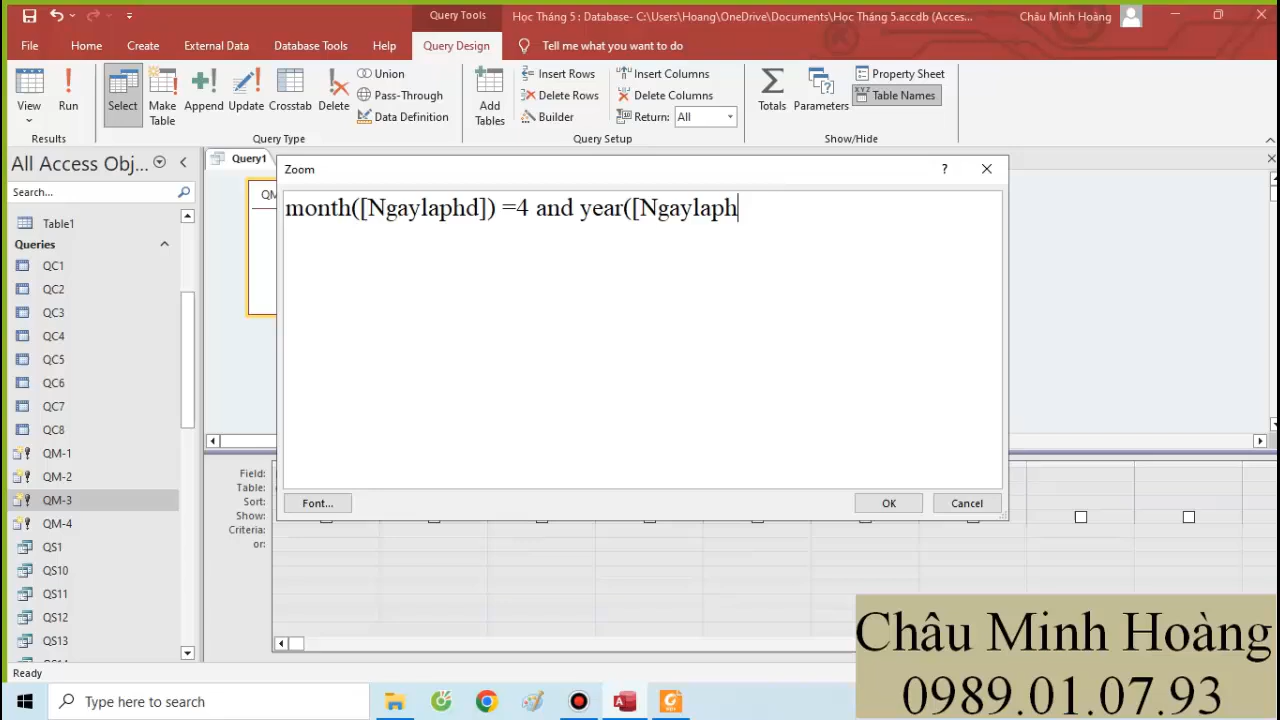 Query Tools
Học Tháng 5 : Database- C:\Users\Hoang\OneDrive\Documents\Học Tháng 5.accdb (Acces...
Châu Minh Hoàng
File Home Create External Data Database Tools Help Query Design Tell me what you want to do
View
Run
Select
Make Table
Append
Update
Crosstab
Delete
Union
Pass-Through
Data Definition
Add Tables
Insert Rows
Delete Rows
Builder
Insert Columns
Delete Columns
Return: All
Totals
Parameters
Property Sheet
Table Names
Results
Query Type
Query Setup
Show/Hide
All Access Obj...
Search...
Table1
Queries
QC1
QC2
QC3
QC4
QC5
QC6
QC7
QC8
QM-1
QM-2
QM-3
QM-4
QS1
QS10
QS11
QS12
QS13
Query1
QM
Zoom
month([Ngaylaphd]) =4 and year([Ngaylaph
Font...
OK
Cancel
Field:
Table:
Sort:
Show:
Criteria:
or:
Ready
Châu Minh Hoàng
0989.01.07.93
Type here to search